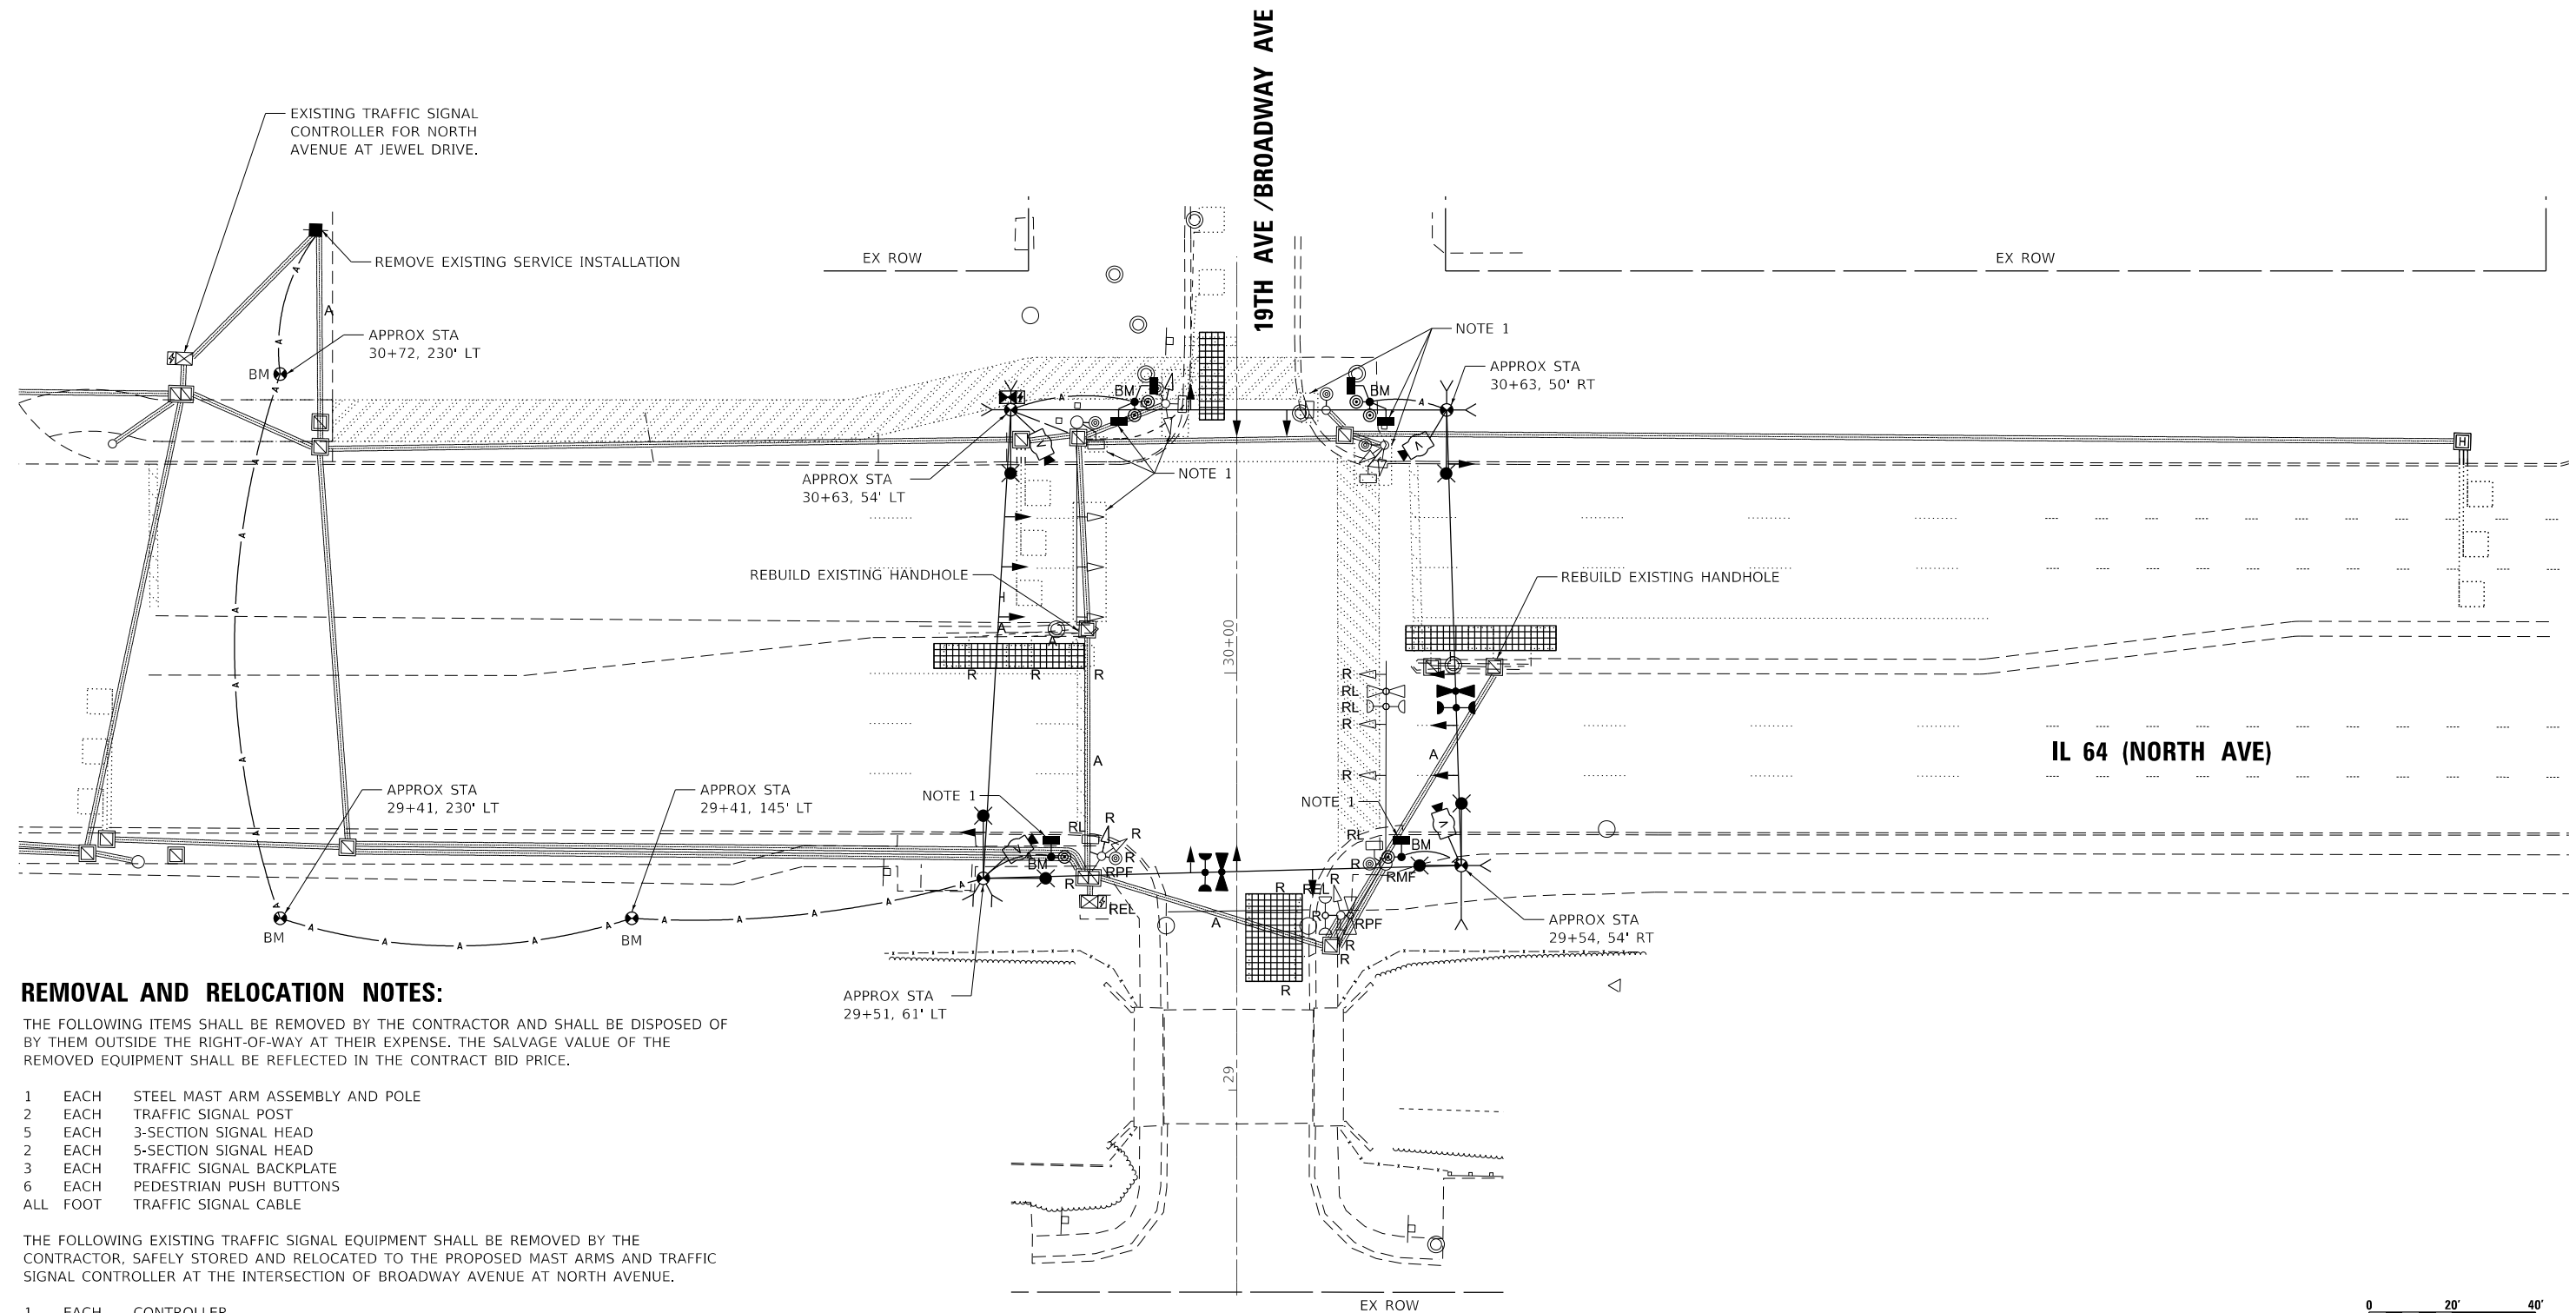 19TH AVE /BROADWAY AVE
EXISTING TRAFFIC SIGNAL
CONTROLLER FOR NORTH
AVENUE AT JEWEL DRIVE.
REMOVE EXISTING SERVICE INSTALLATION
EX ROW
EX ROW
A
A
APPROX STA
30+72, 230' LT
BM
A
A
NOTE 1
APPROX STA
30+63, 50' RT
BM
A
BM
A
A
H
APPROX STA
30+63, 54' LT
NOTE 1
A
REBUILD EXISTING HANDHOLE
REBUILD EXISTING HANDHOLE
H
A
A
A
30+00
R
R
R
R
RL
RL
R
A
A
A
A
R
IL 64 (NORTH AVE)
APPROX STA
29+41, 230' LT
APPROX STA
29+41, 145' LT
NOTE 1
NOTE 1
A
RL
R
R
R
BM
RPF
R
REL
RL
BM
R
RMF
R
REL
R
R
RPF
R
R
R
A
A
A
A
A
A
A
A
A
A
A
A
BM
BM
APPROX STA
29+54, 54' RT
APPROX STA
29+51, 61' LT
29
REMOVAL AND RELOCATION NOTES:
THE FOLLOWING ITEMS SHALL BE REMOVED BY THE CONTRACTOR AND SHALL BE DISPOSED OF
BY THEM OUTSIDE THE RIGHT-OF-WAY AT THEIR EXPENSE. THE SALVAGE VALUE OF THE
REMOVED EQUIPMENT SHALL BE REFLECTED IN THE CONTRACT BID PRICE.
1 EACH STEEL MAST ARM ASSEMBLY AND POLE
2 EACH TRAFFIC SIGNAL POST
5 EACH 3-SECTION SIGNAL HEAD
2 EACH 5-SECTION SIGNAL HEAD
3 EACH TRAFFIC SIGNAL BACKPLATE
6 EACH PEDESTRIAN PUSH BUTTONS
ALL FOOT TRAFFIC SIGNAL CABLE
THE FOLLOWING EXISTING TRAFFIC SIGNAL EQUIPMENT SHALL BE REMOVED BY THE
CONTRACTOR, SAFELY STORED AND RELOCATED TO THE PROPOSED MAST ARMS AND TRAFFIC
SIGNAL CONTROLLER AT THE INTERSECTION OF BROADWAY AVENUE AT NORTH AVENUE.
1 EACH CONTROLLER
EX ROW
0 20' 40'